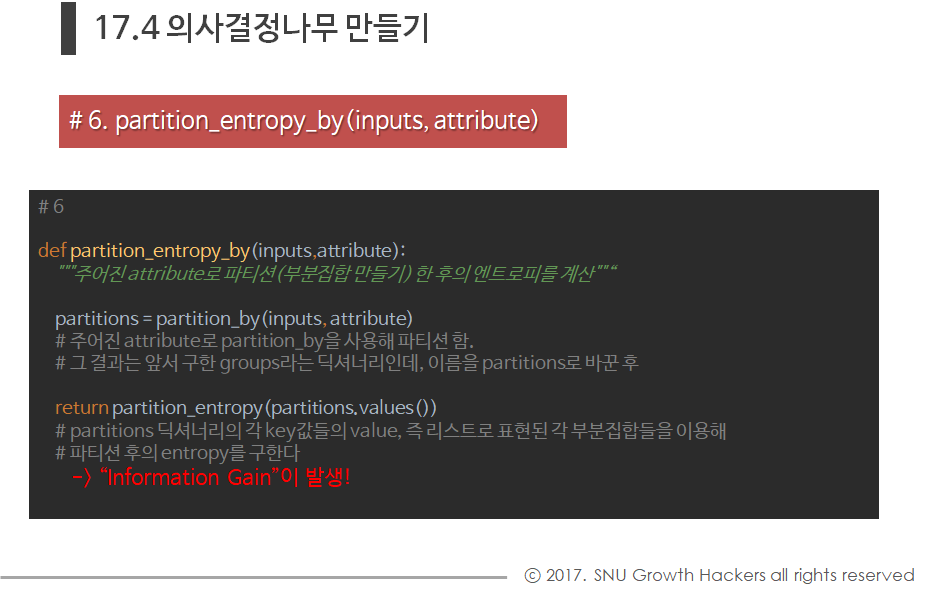 17.4 의사결정나무 만들기
# 6. partition_entropy_by(inputs, attribute)
# 6
def partition_entropy_by(inputs,attribute):
"""주어진 attribute로 파티션(부분집합 만들기) 한 후의 엔트로피를 계산"""“
partitions = partition_by(inputs, attribute)
# 주어진 attribute로 partition_by을 사용해 파티션 함.
# 그 결과는 앞서 구한 groups라는 딕셔너리인데, 이름을 partitions로 바꾼 후
return partition_entropy(partitions.values())
# partitions 딕셔너리의 각 key값들의 value, 즉 리스트로 표현된 각 부분집합들을 이용해
# 파티션 후의 entropy를 구한다
-> “Information Gain”이 발생!
ⓒ 2017. SNU Growth Hackers all rights reserved